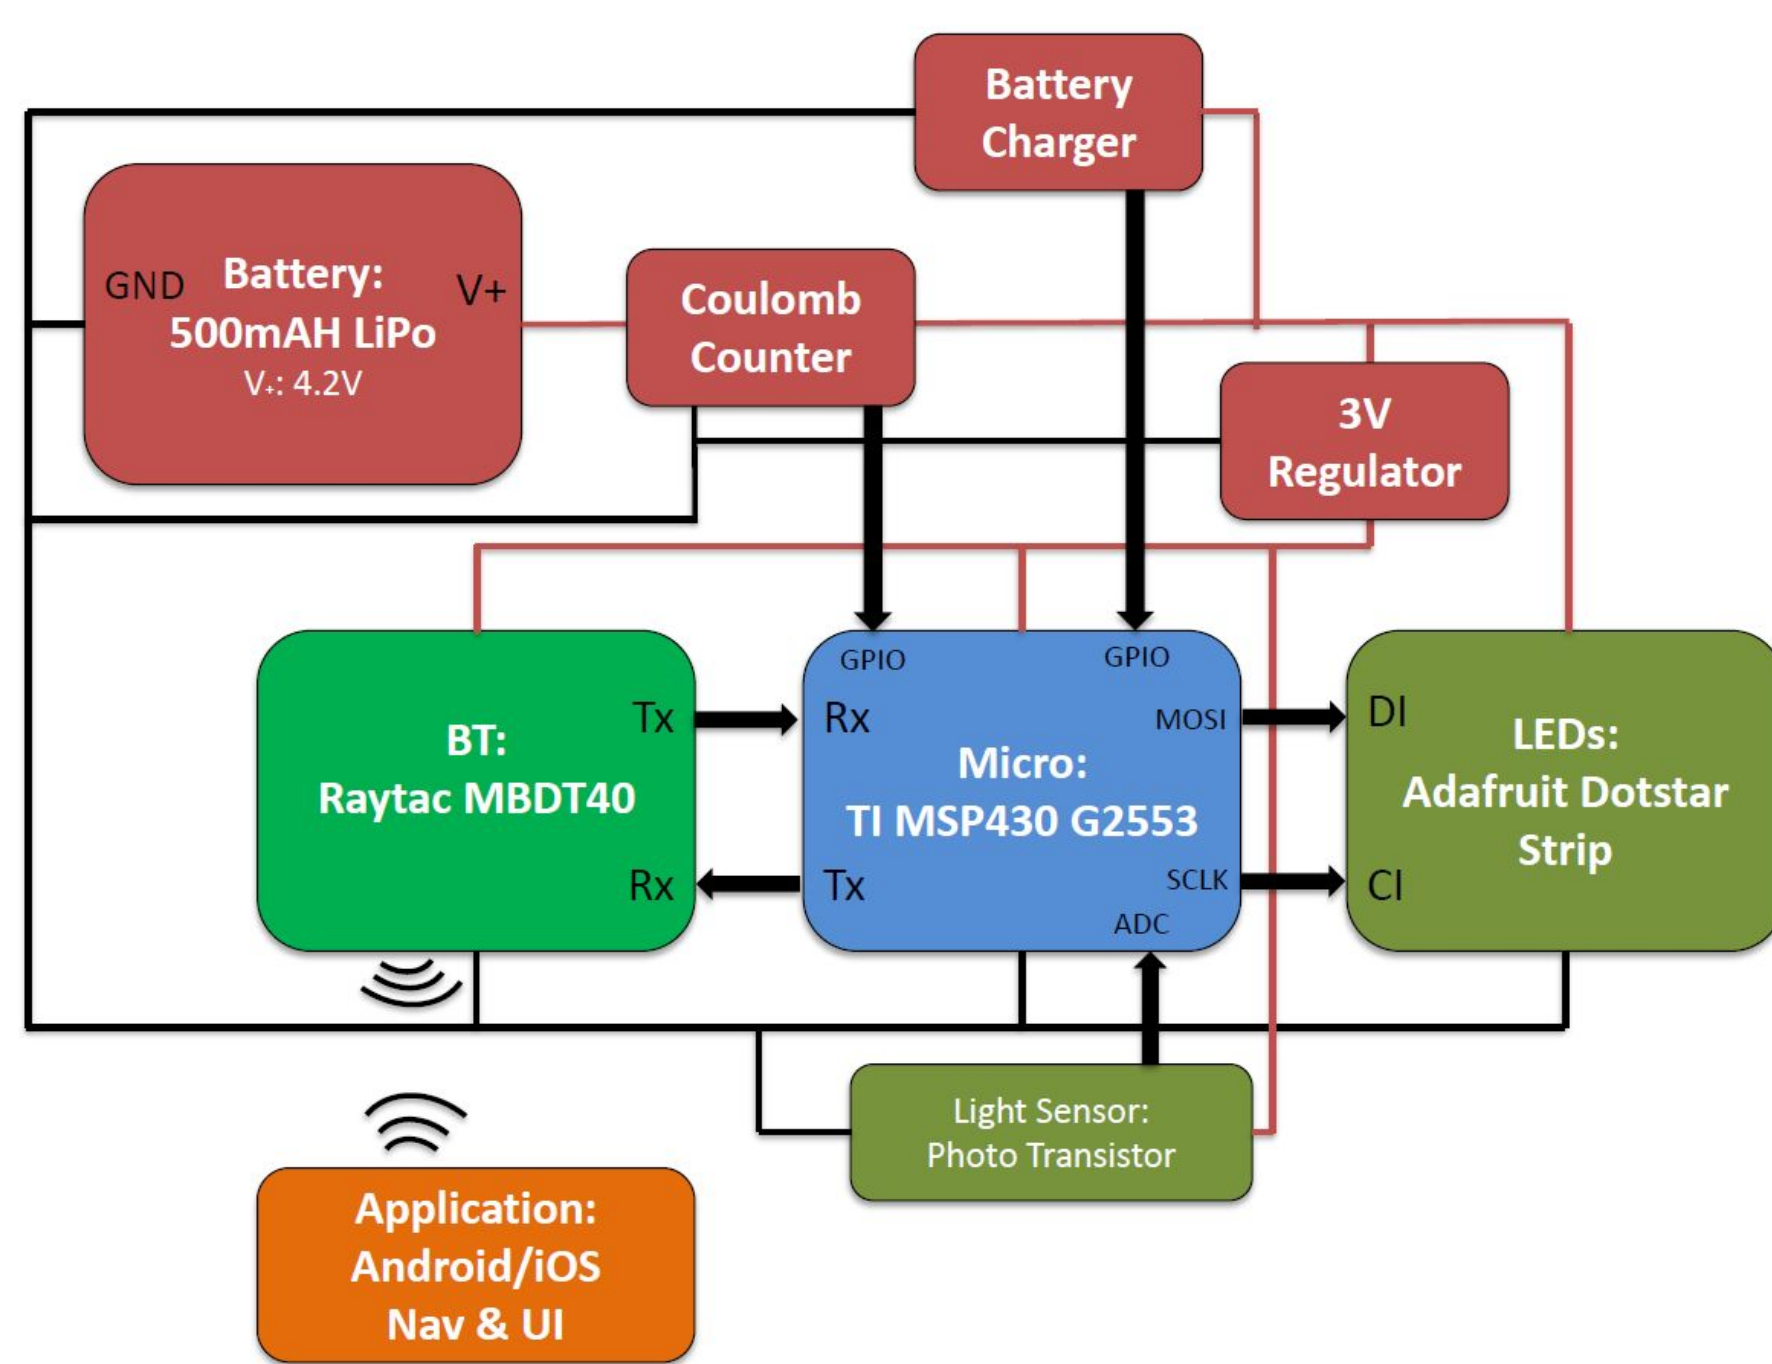 Battery
Charger
GND
Battery:
500mAH LiPo
V+: 4.2V
V+
Coulomb
Counter
3V
Regulator
BT:
Raytac MBDT40
Tx
Rx
GPIO
GPIO
Rx
MOSI
Micro:
TI MSP430 G2553
Tx
SCLK
ADC
DI
LEDs:
Adafruit Dotstar
Strip
CI
Light Sensor:
Photo Transistor
Application:
Android/iOS
Nav & UI